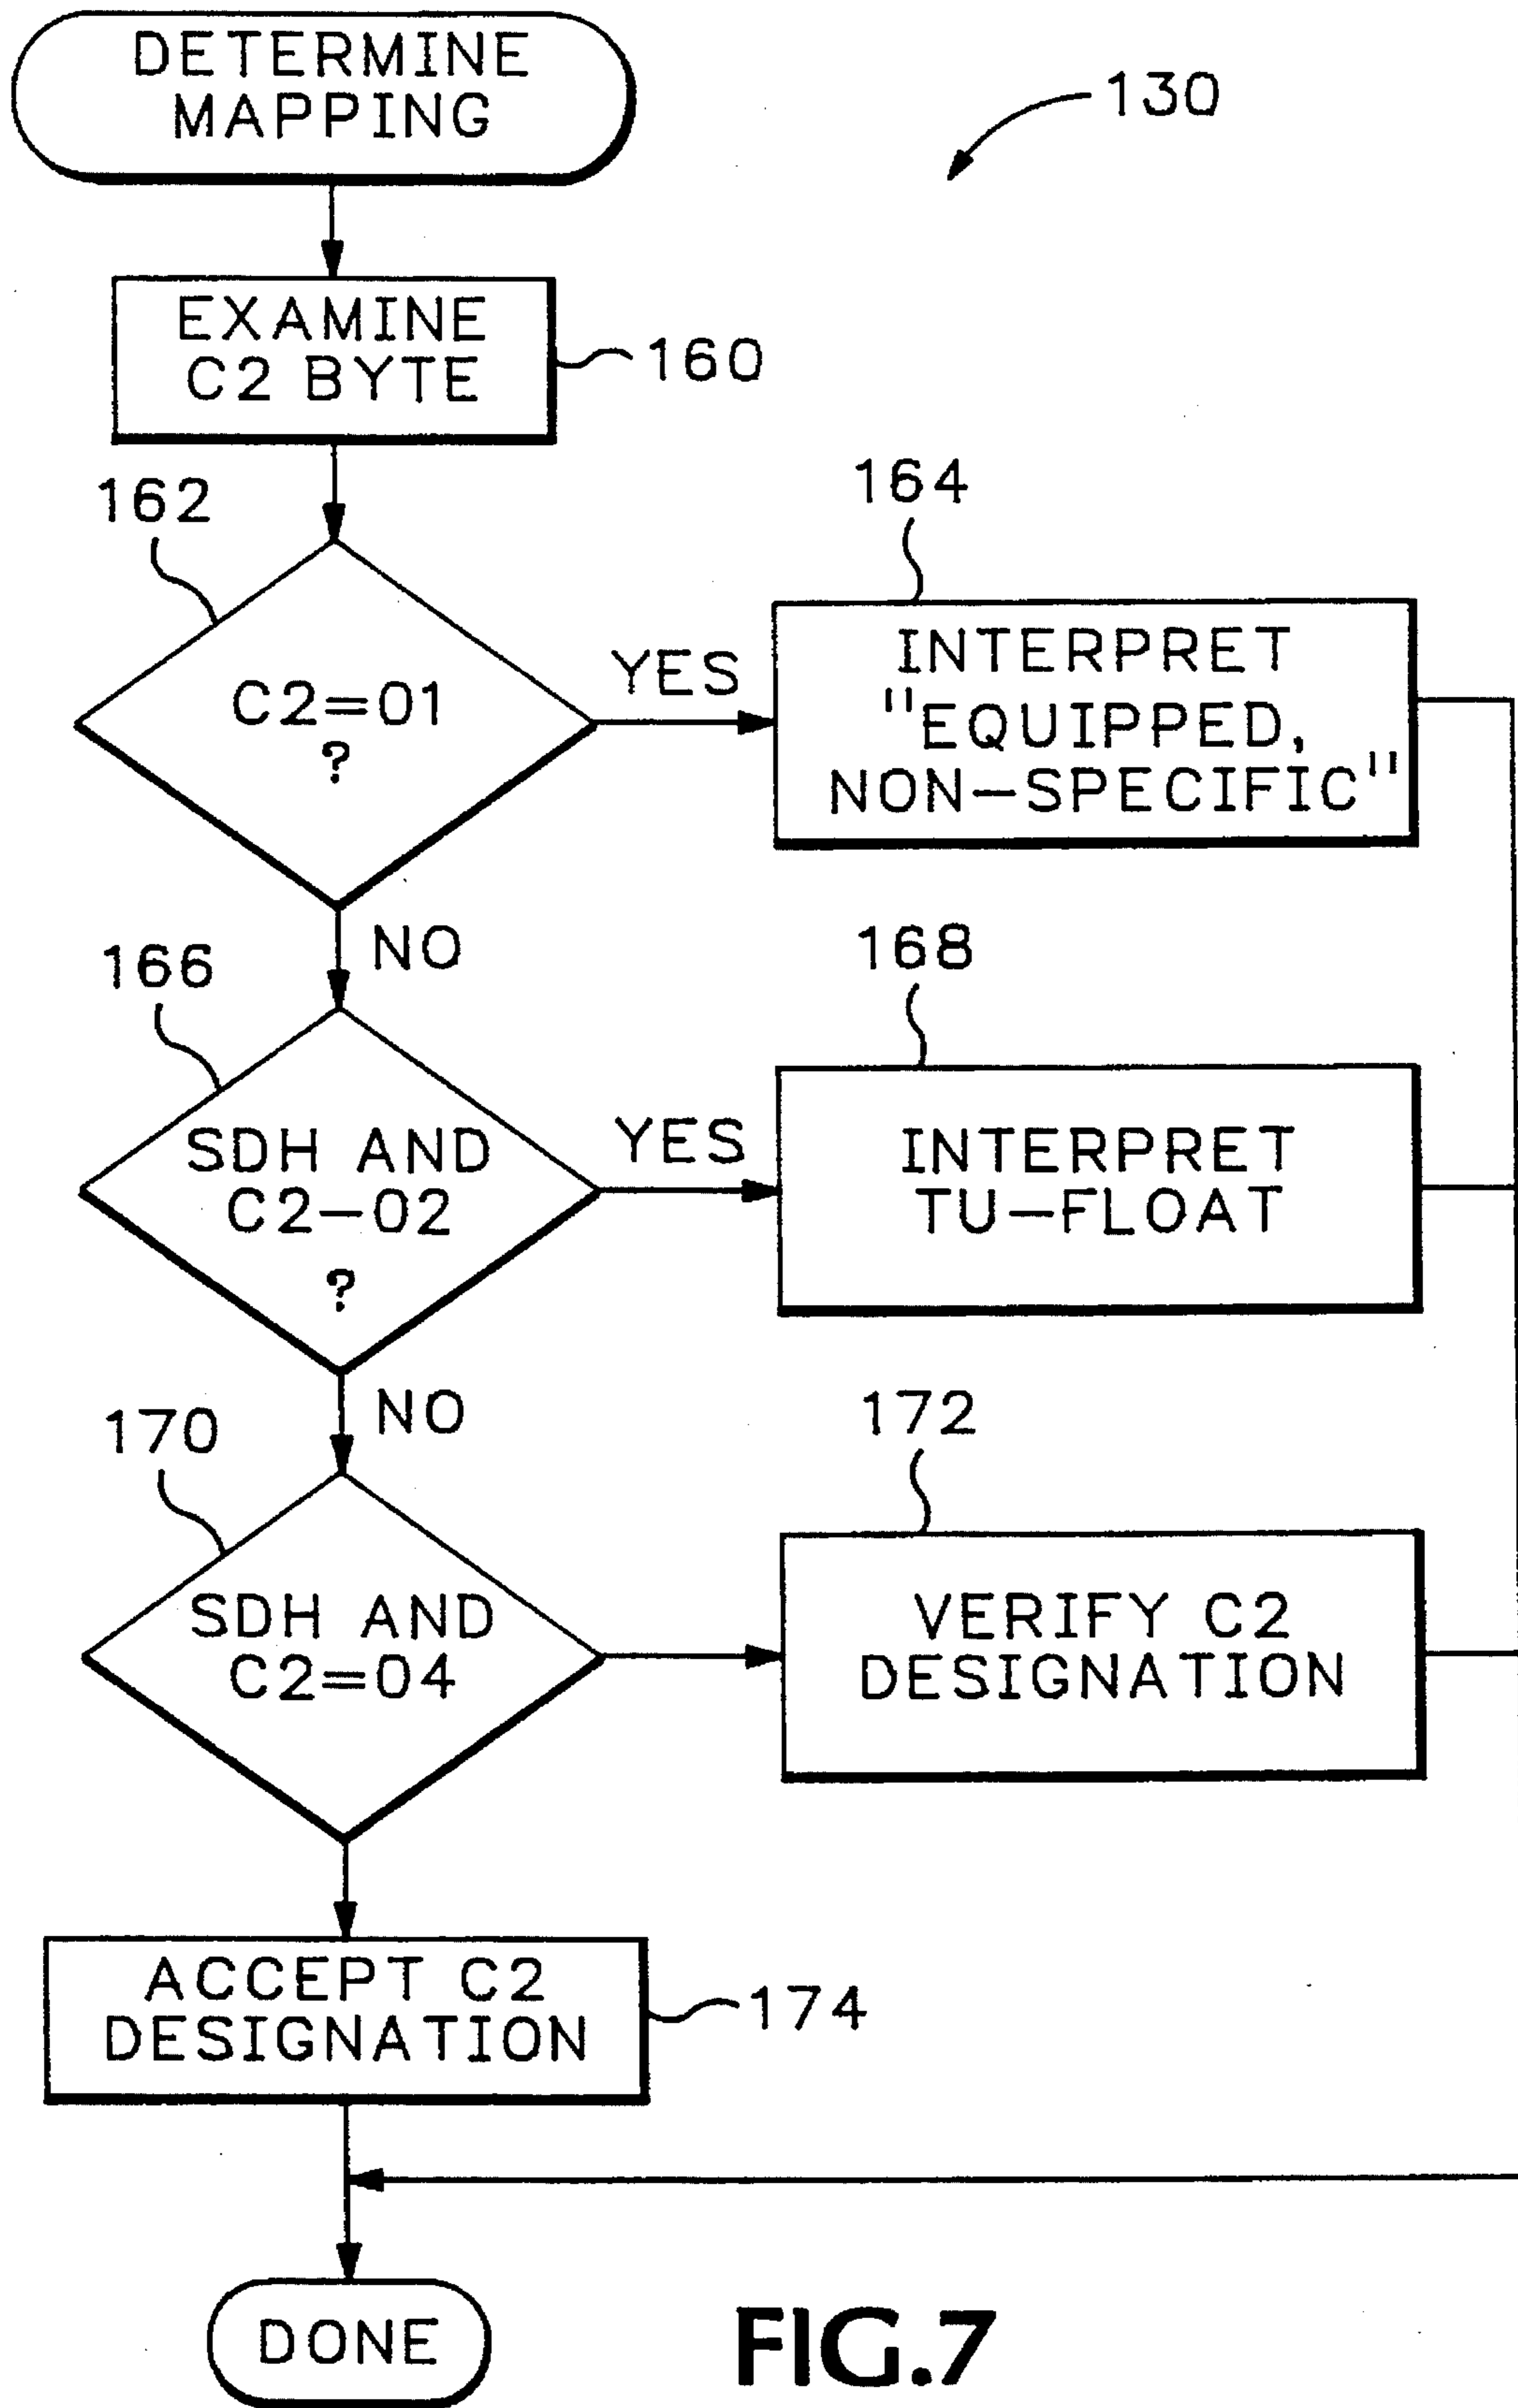 DETERMINE
MAPPING
130
EXAMINE
C2 BYTE
160
162
C2=01
?
YES
164
INTERPRET
"EQUIPPED,
NON-SPECIFIC"
NO
166
SDH AND
C2-02
?
YES
168
INTERPRET
TU-FLOAT
NO
170
SDH AND
C2=04
172
VERIFY C2
DESIGNATION
ACCEPT C2
DESIGNATION
174
DONE
FIG.7